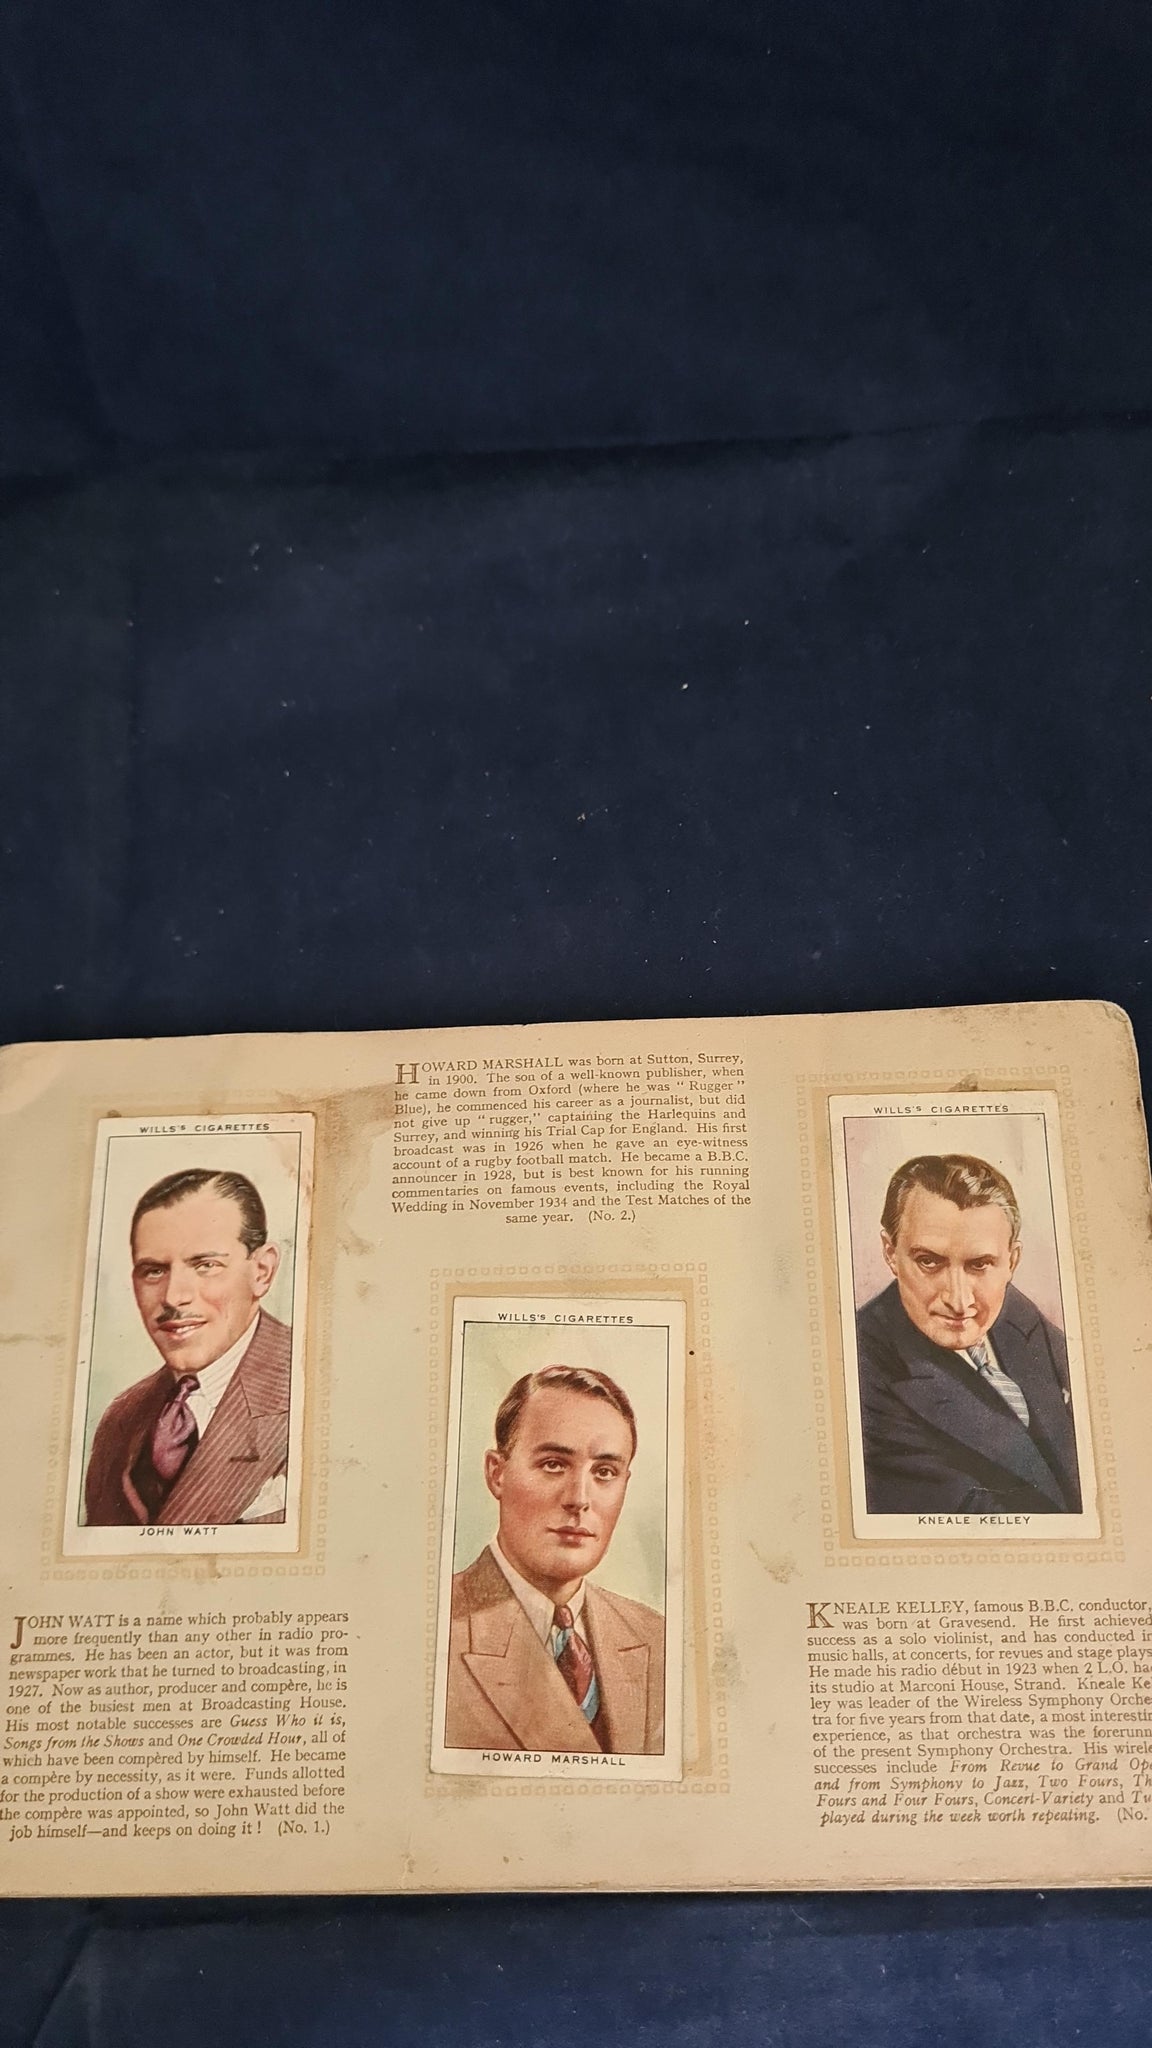 WILLS'S CIGARETTES
JOHN WATT
JOHN WATT is a name which probably appears
more frequently than any other in radio pro-
grammes. He has been an actor, but it was from
newspaper work that he turned to broadcasting, in
1927. Now as author, producer and compère, he is
one of the busiest men at Broadcasting House.
His most notable successes are Guess Who it is,
Songs from the Shows and One Crowded Hour, all of
which have been compèred by himself. He became
a compère by necessity, as it were. Funds allotted
for the production of a show were exhausted before
the compère was appointed, so John Watt did the
job himself—and keeps on doing it! (No. 1.)
HOWARD MARSHALL was born at Sutton, Surrey,
in 1900. The son of a well-known publisher, when
he came down from Oxford (where he was "Rugger"
Blue), he commenced his career as a journalist, but did
not give up "rugger," captaining the Harlequins and
Surrey, and winning his Trial Cap for England. His first
broadcast was in 1926 when he gave an eye-witness
account of a rugby football match. He became a B.B.C.
announcer in 1928, but is best known for his running
commentaries on famous events, including the Royal
Wedding in November 1934 and the Test Matches of the
same year. (No. 2.)
WILLS'S CIGARETTES
HOWARD MARSHALL
WILLS'S CIGARETTES
KNEALE KELLEY
KNEALE KELLEY, famous B.B.C. conductor,
was born at Gravesend. He first achieved
success as a solo violinist, and has conducted in
music halls, at concerts, for revues and stage plays
He made his radio début in 1923 when 2 L.O. ha
its studio at Marconi House, Strand. Kneale Ke
ley was leader of the Wireless Symphony Orche
tra for five years from that date, a most interestin
experience, as that orchestra was the forerunn
of the present Symphony Orchestra. His wirele
successes include From Revue to Grand Ope
and from Symphony to Jazz, Two Fours, Th
Fours and Four Fours, Concert-Variety and Tu
played during the week worth repeating. (No.